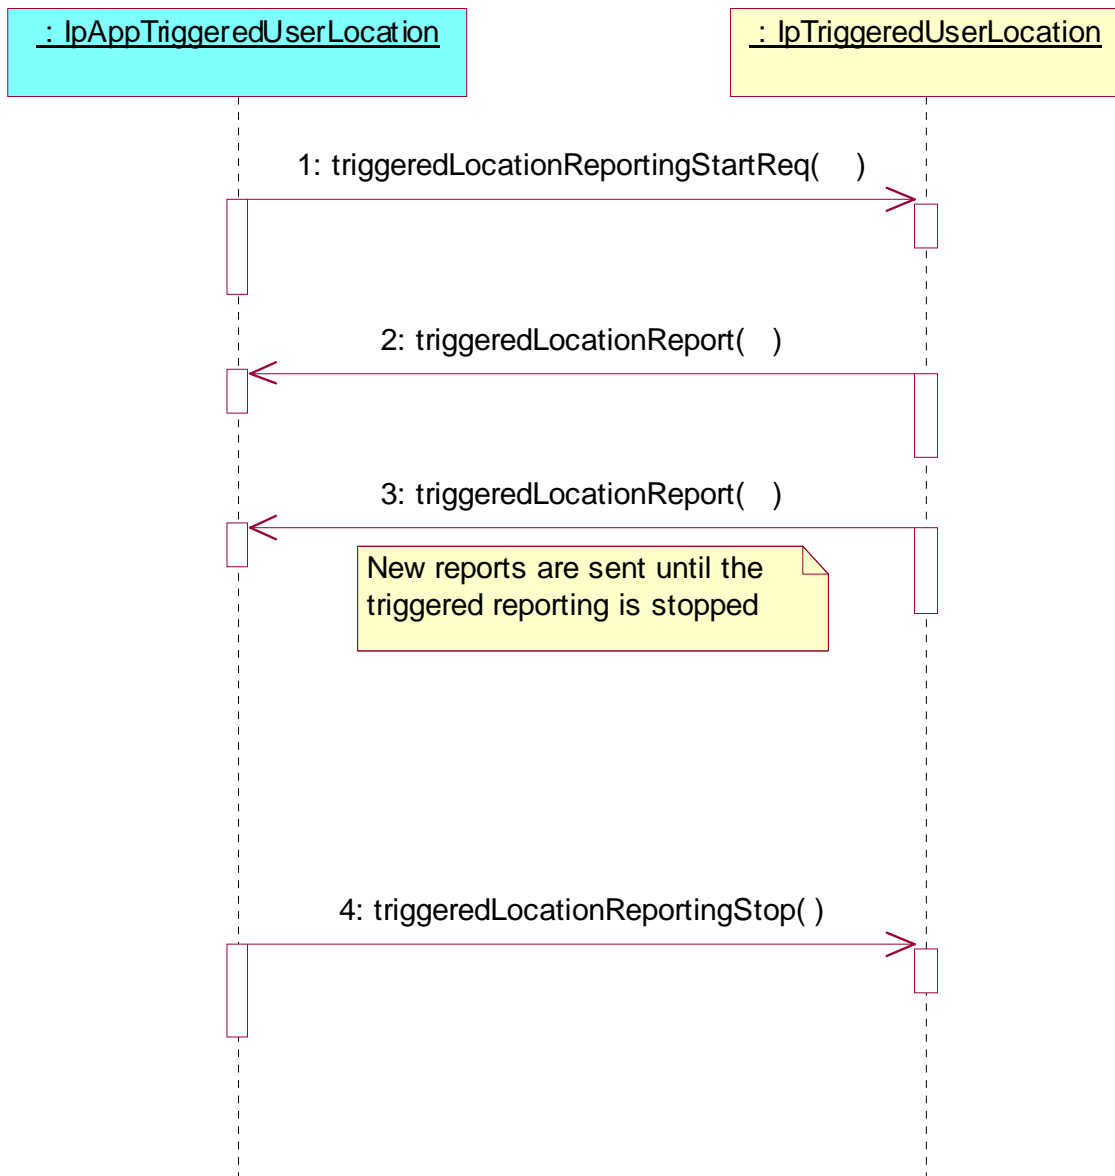 : IpAppTriggeredUserLocation
: IpTriggeredUserLocation
1: triggeredLocationReportingStartReq( )
2: triggeredLocationReport( )
3: triggeredLocationReport( )
New reports are sent until the
triggered reporting is stopped
4: triggeredLocationReportingStop( )